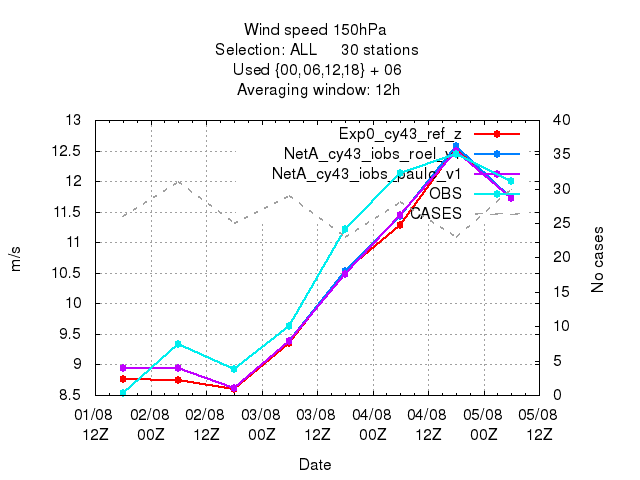 Wind speed 150hPa
Selection: ALL 30 stations
Used {00,06,12,18} + 06
Averaging window: 12h
13
12.5
12
11.5
11
10.5
10
9.5
9
8.5
40
35
30
25
20
15
10
5
0
Exp0_cy43_ref_z
NetA_cy43_iobs_roel_v1
NetA_cy43_iobs_paulo_v1
OBS
CASES
m/s
No cases
01/08 02/08 02/08 03/08 03/08 04/08 04/08 05/08 05/08
12Z 00Z 12Z 00Z 12Z 00Z 12Z 00Z 12Z
Date